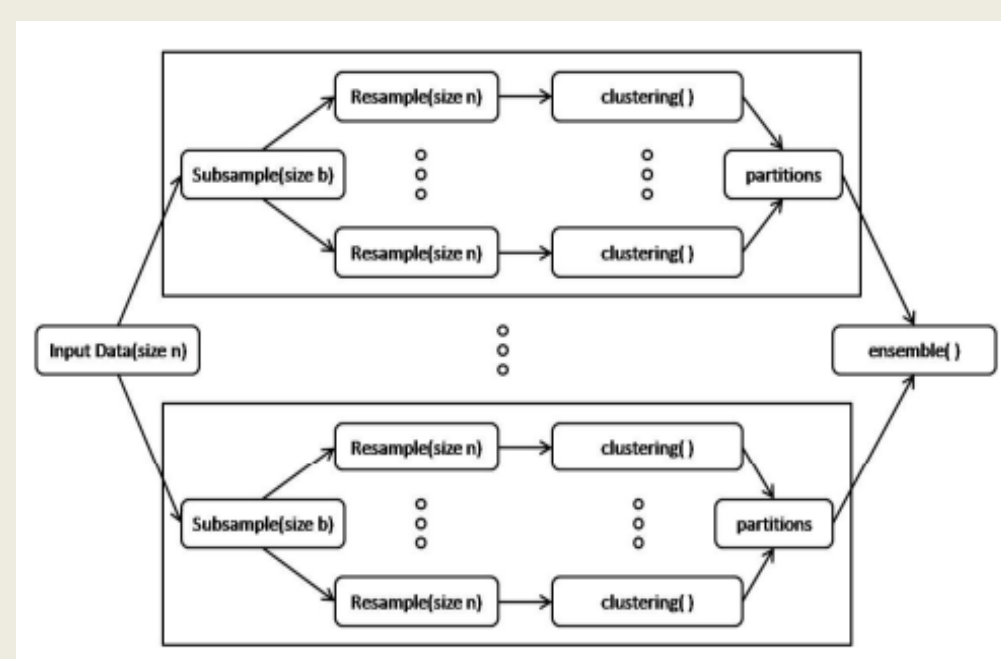 Resample(size n)
clustering( )
Subsample(size b)
partitions
Resample(size n)
clustering( )
Input Data(size n)
ensemble( )
Resample(size n)
clustering( )
Subsample(size b)
partitions
Resample(size n)
clustering( )